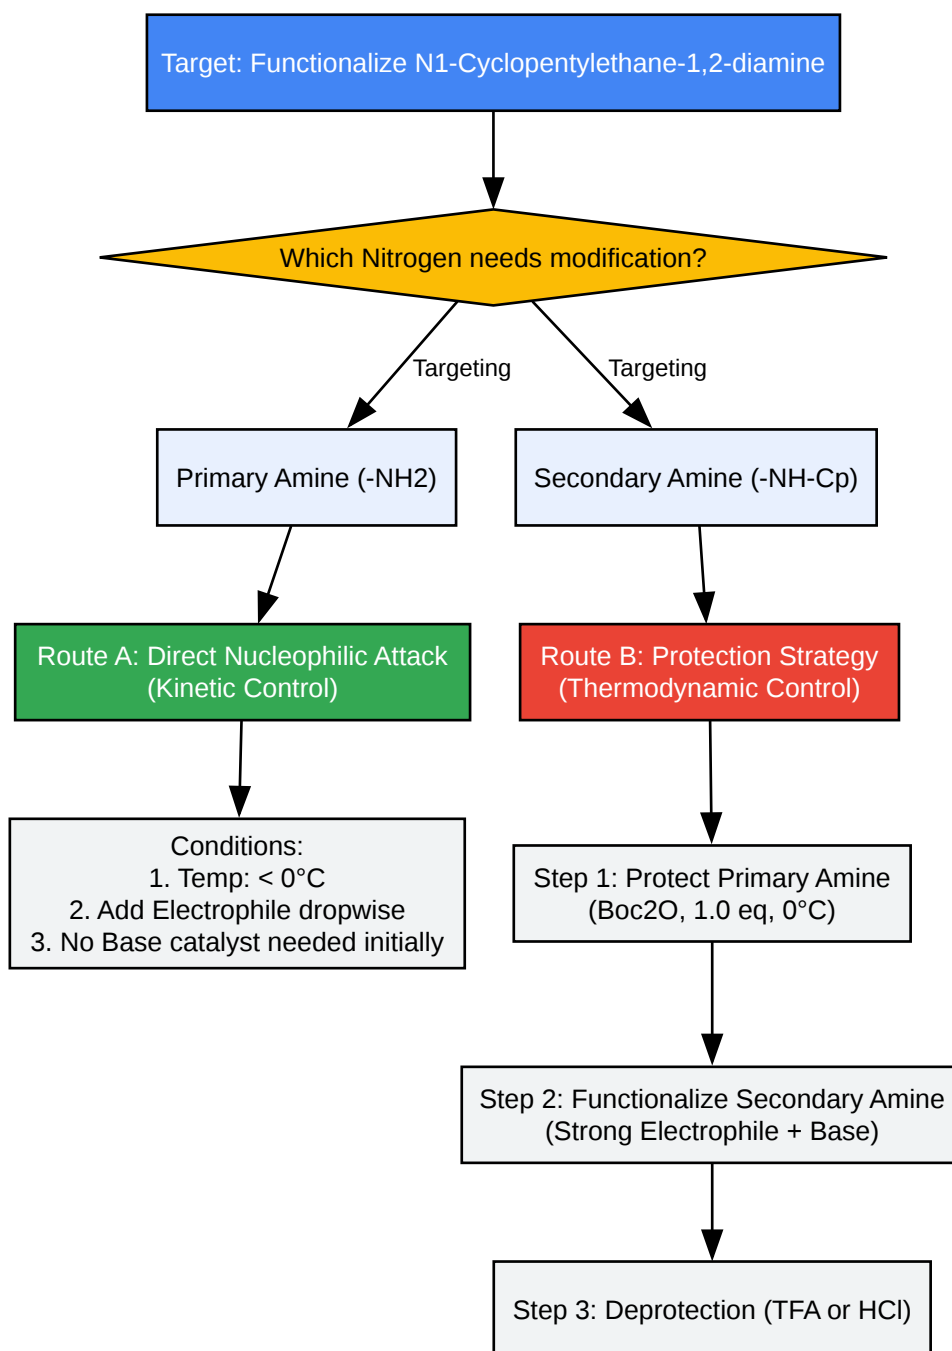 Target: Functionalize N1-Cyclopentylethane-1,2-diamine
Which Nitrogen needs modification?
Targeting
Targeting
Primary Amine (-NH2)
Secondary Amine (-NH-Cp)
Route A: Direct Nucleophilic Attack
(Kinetic Control)
Route B: Protection Strategy
(Thermodynamic Control)
Conditions:
1. Temp: < 0°C
2. Add Electrophile dropwise
3. No Base catalyst needed initially
Step 1: Protect Primary Amine
(Boc2O, 1.0 eq, 0°C)
Step 2: Functionalize Secondary Amine
(Strong Electrophile + Base)
Step 3: Deprotection (TFA or HCl)